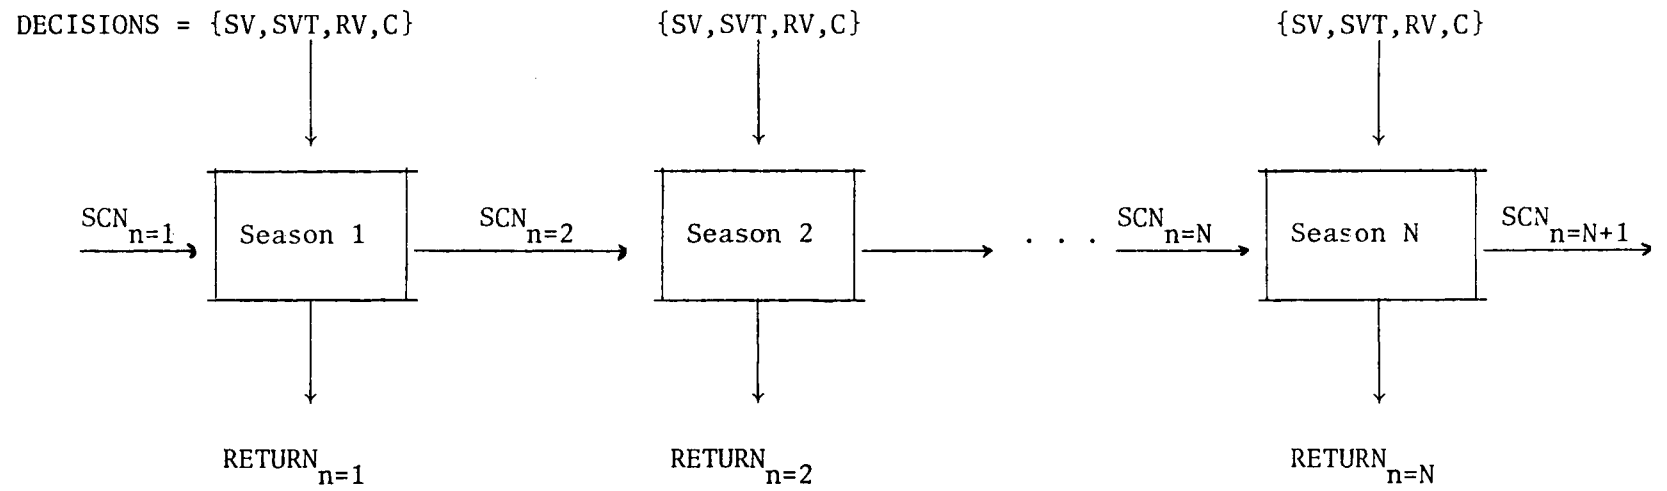 DECISIONS = {SV,SVT,RV,C} {SV,SVT,RV,C} {SV,SVT,RV,C}
SCN n=1 Season 1 SCN n=2 Season 2 . . . SCN n=N Season N SCN n=N+1
RETURN n=1 RETURN n=2 RETURN n=N